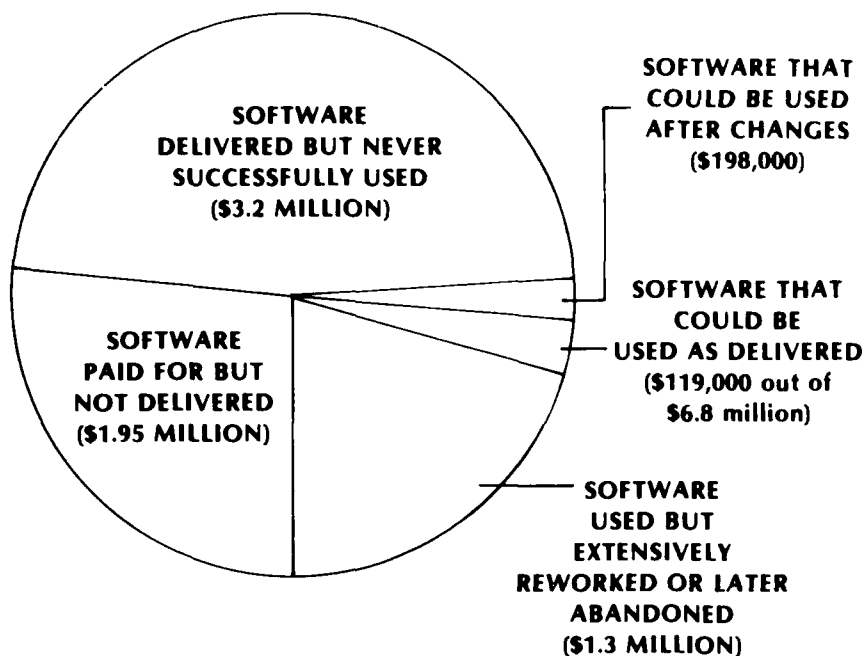 SOFTWARE
DELIVERED BUT NEVER
SUCCESSFULLY USED
($3.2 MILLION)
SOFTWARE THAT
COULD BE USED
AFTER CHANGES
($198,000)
SOFTWARE THAT
COULD BE
USED AS DELIVERED
($119,000 out of
$6.8 million)
SOFTWARE
PAID FOR BUT
NOT DELIVERED
($1.95 MILLION)
SOFTWARE
USED BUT
EXTENSIVELY
REWORKED OR LATER
ABANDONED
($1.3 MILLION)